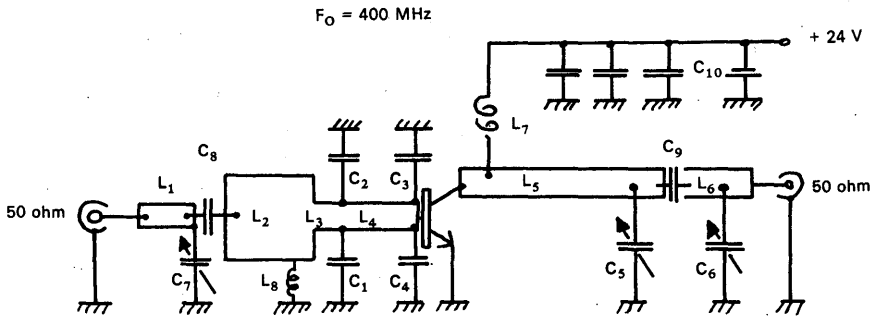 F_O = 400 MHz
+ 24 V
C_10
L_7
C_8
C_9
C_2
C_3
L_1
L_5
L_6
50 ohm
50 ohm
L_2
L_3
L_4
C_7
L_8
C_1
C_4
C_5
C_6